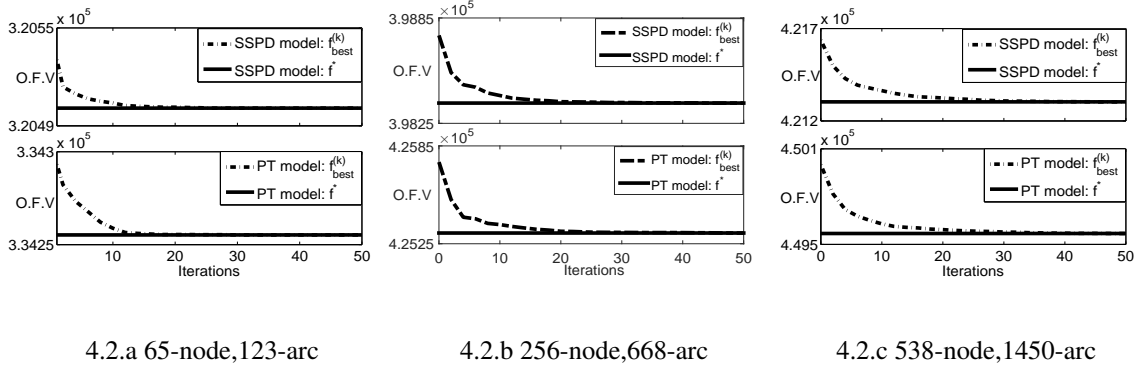 x 10^5
3.2055
O.F.V
3.2049
SSPD model: f_best^(k)
SSPD model: f^*
x 10^5
3.343
O.F.V
3.3425
PT model: f_best^(k)
PT model: f^*
10 20 30 40 50
Iterations
×10^5
3.9885
O.F.V
3.9825
SSPD model: f_best^(k)
SSPD model: f^*
×10^5
4.2585
O.F.V
4.2525
PT model: f_best^(k)
PT model: f^*
0 10 20 30 40 50
Iterations
x 10^5
4.217
O.F.V
4.212
SSPD model: f_best^(k)
SSPD model: f^*
x 10^5
4.501
O.F.V
4.495
PT model: f_best^(k)
PT model: f^*
0 10 20 30 40 50
Iterations
4.2.a 65-node,123-arc
4.2.b 256-node,668-arc
4.2.c 538-node,1450-arc